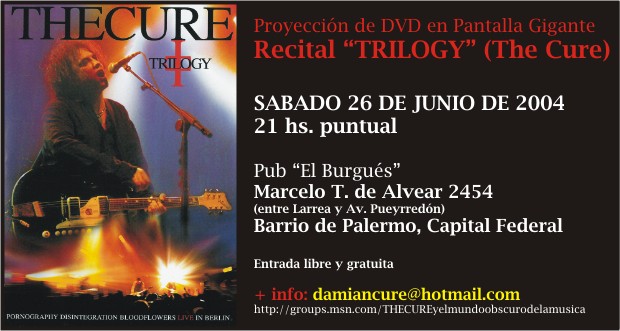 THECURE
TRILOGY
PORNOGRAPHY DISINTEGRATION BLOODFLOWERS LIVE IN BERLIN
Proyección de DVD en Pantalla Gigante
Recital “TRILOGY” (The Cure)
SABADO 26 DE JUNIO DE 2004
21 hs. puntual
Pub “El Burgués”
Marcelo T. de Alvear 2454
(entre Larrea y Av. Pueyrredón)
Barrio de Palermo, Capital Federal
Entrada libre y gratuita
+ info: damiancure@hotmail.com
http://groups.msn.com/THECUREyelmundoobscurodelamusica